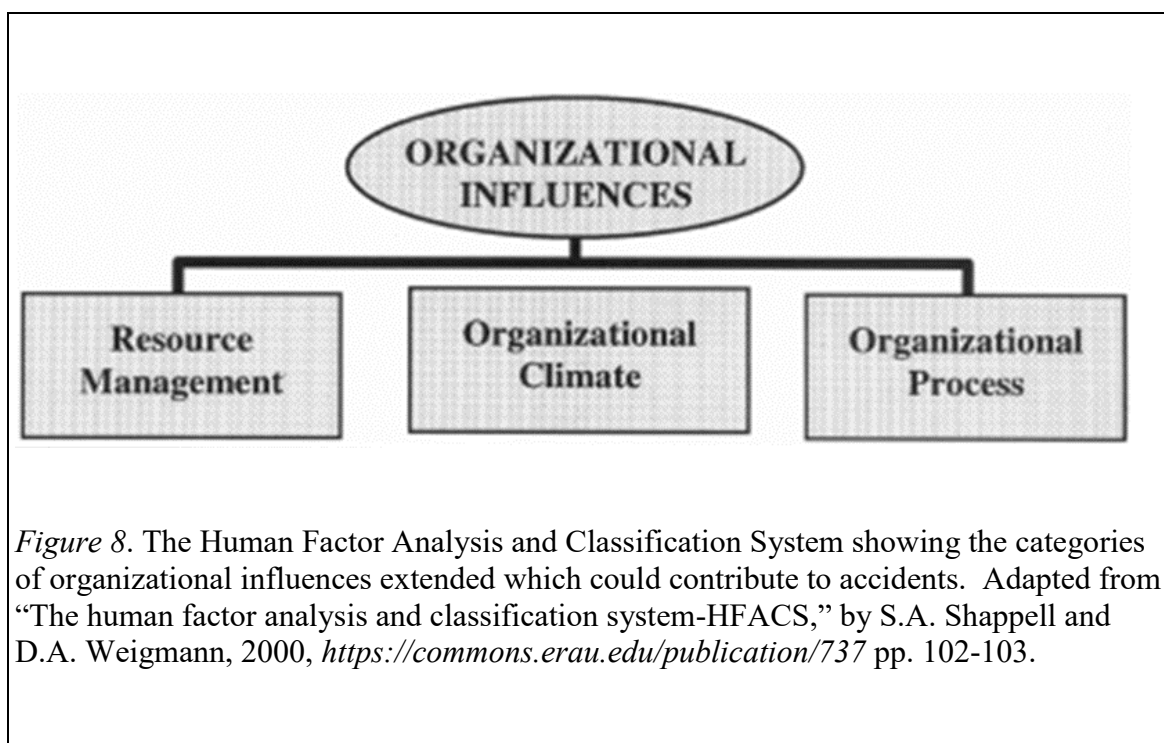 ORGANIZATIONAL
INFLUENCES
Resource
Management
Organizational
Climate
Organizational
Process
Figure 8. The Human Factor Analysis and Classification System showing the categories
of organizational influences extended which could contribute to accidents.  Adapted from
“The human factor analysis and classification system-HFACS,” by S.A. Shappell and
D.A. Weigmann, 2000, https://commons.erau.edu/publication/737 pp. 102-103.